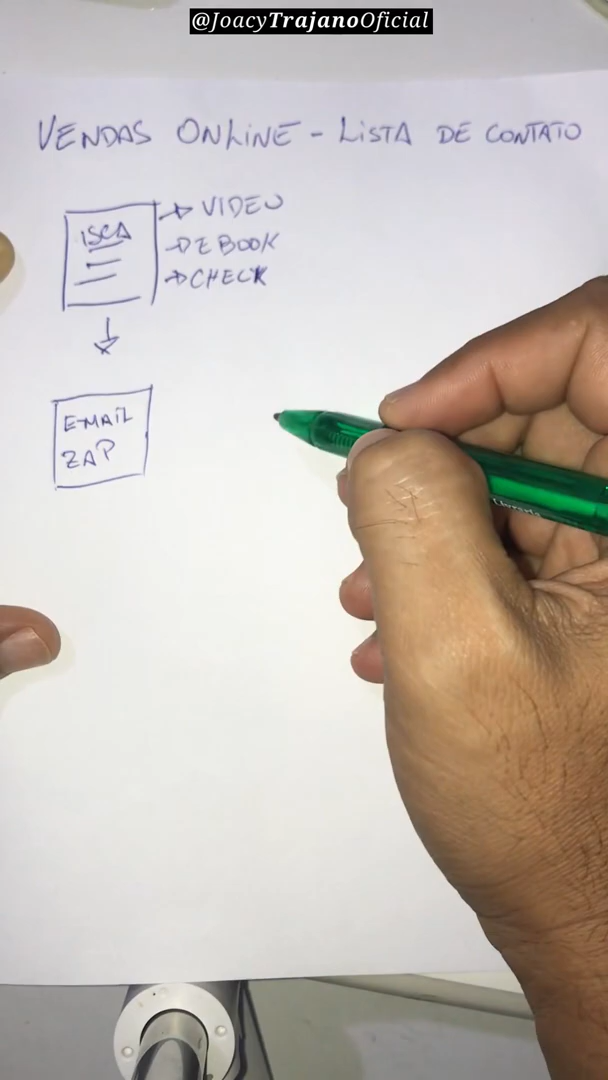 @JoacyTrajanoOficial
VENDAS ONLINE - LISTA DE CONTATO
ISCA
→ VIDEO
→ EBOOK
→ CHECK
EMAIL
ZAP